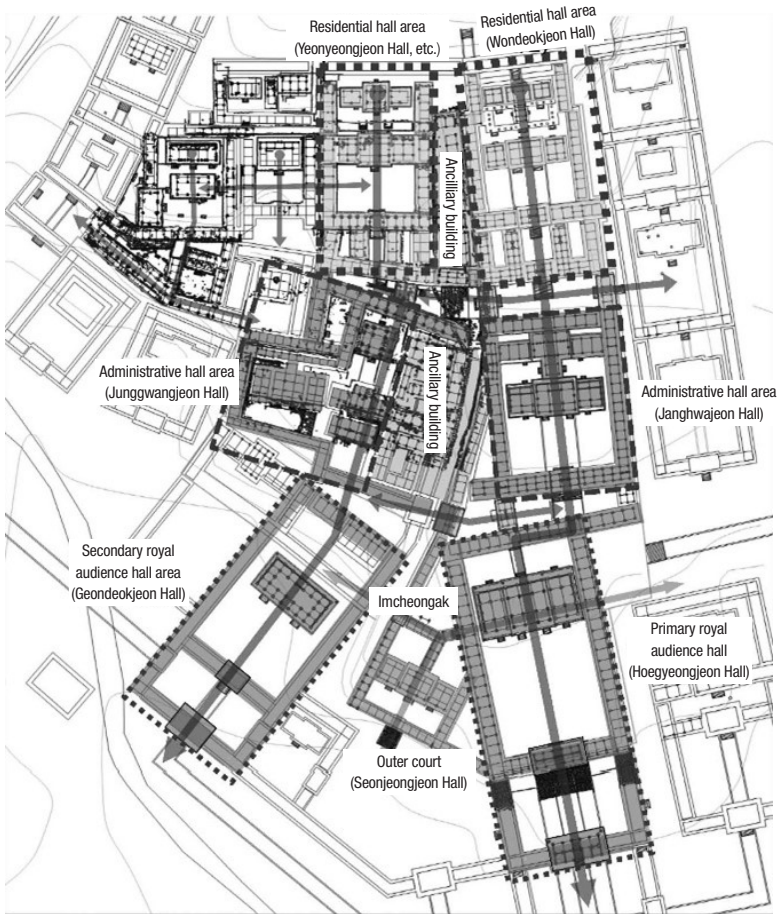 Residential hall area
(Yeonyeongjeon Hall, etc.)
Residential hall area
(Wondeokjeon Hall)
Ancilliary building
Administrative hall area
(Junggwangjeon Hall)
Ancillary building
Administrative hall area
(Janghwajeon Hall)
Secondary royal
audience hall area
(Geondeokjeon Hall)
Imcheongak
Primary royal
audience hall
(Hoegyeongjeon Hall)
Outer court
(Seonjeongjeon Hall)